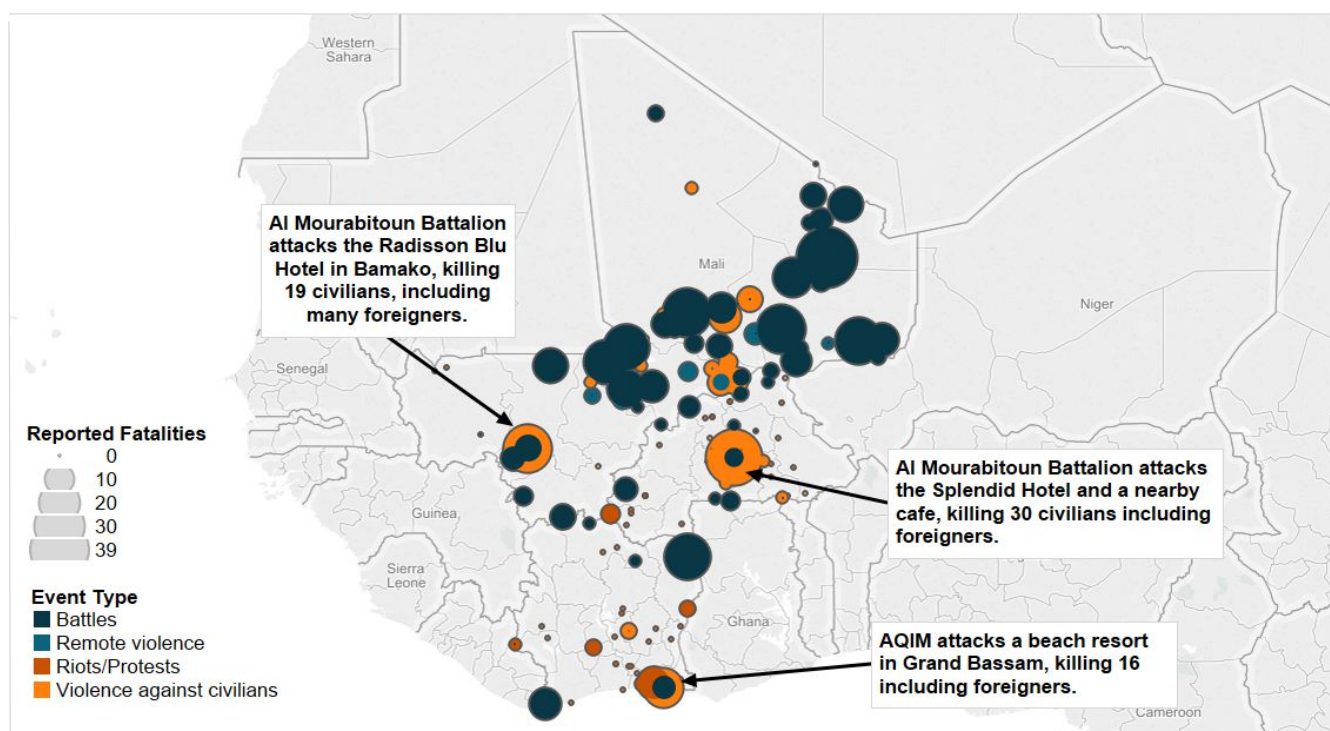 Western
Sahara
Al Mourabitoun Battalion
attacks the Radisson Blu
Hotel in Bamako, killing
19 civilians, including
many foreigners.
Mali
Niger
Senegal
Reported Fatalities
0
10
20
30
39
Guinea
Al Mourabitoun Battalion attacks
the Splendid Hotel and a nearby
cafe, killing 30 civilians including
foreigners.
Sierra
Leone
Event Type
Battles
Remote violence
Riots/Protests
Violence against civilians
Ghana
AQIM attacks a beach resort
in Grand Bassam, killing 16
including foreigners.
Cameroon